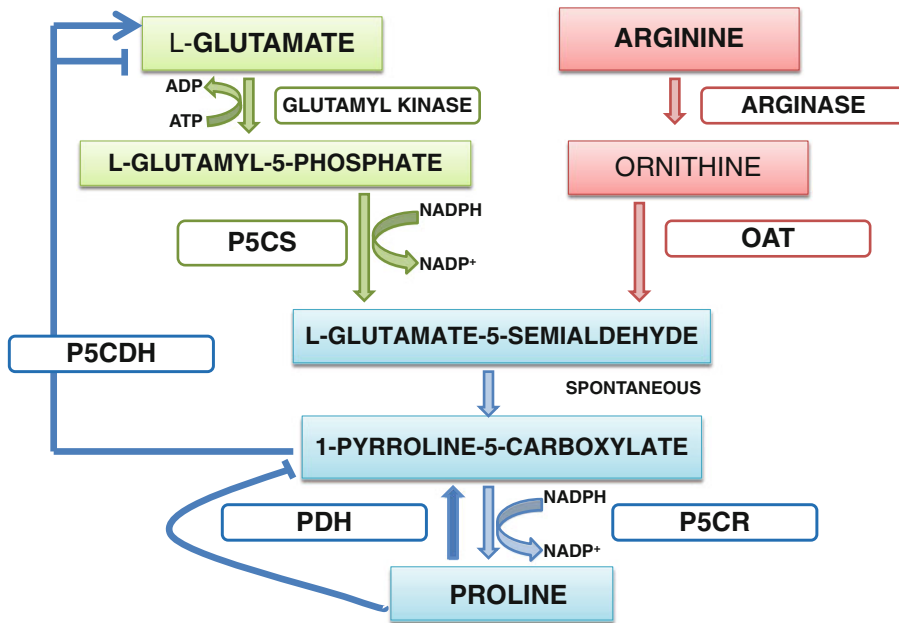 L-GLUTAMATE
ARGININE
ADP
ATP
GLUTAMYL KINASE
ARGINASE
L-GLUTAMYL-5-PHOSPHATE
ORNITHINE
P5CS
NADPH
NADP+
OAT
L-GLUTAMATE-5-SEMIALDEHYDE
P5CDH
SPONTANEOUS
1-PYRROLINE-5-CARBOXYLATE
PDH
NADPH
NADP+
P5CR
PROLINE